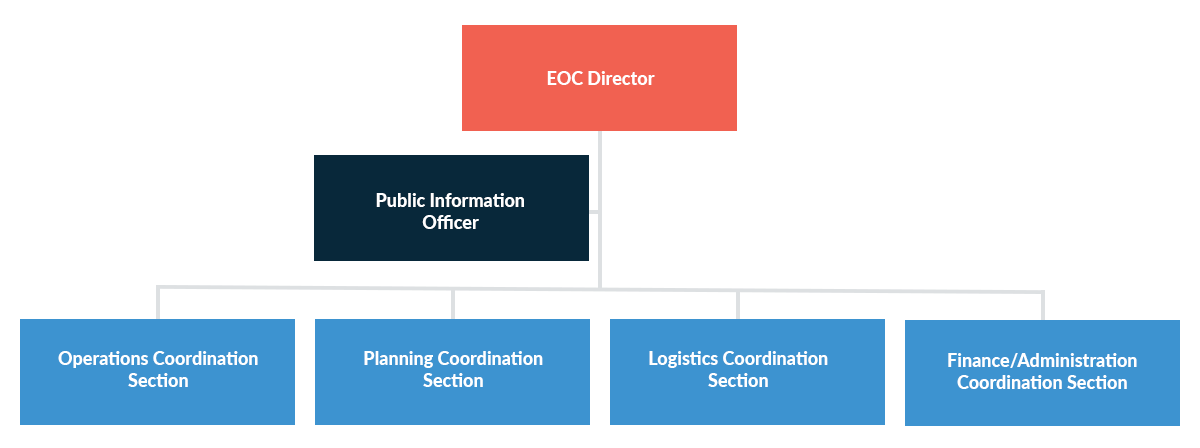 EOC Director
Public Information
Officer
Operations Coordination
Section
Planning Coordination
Section
Logistics Coordination
Section
Finance/Administration
Coordination Section